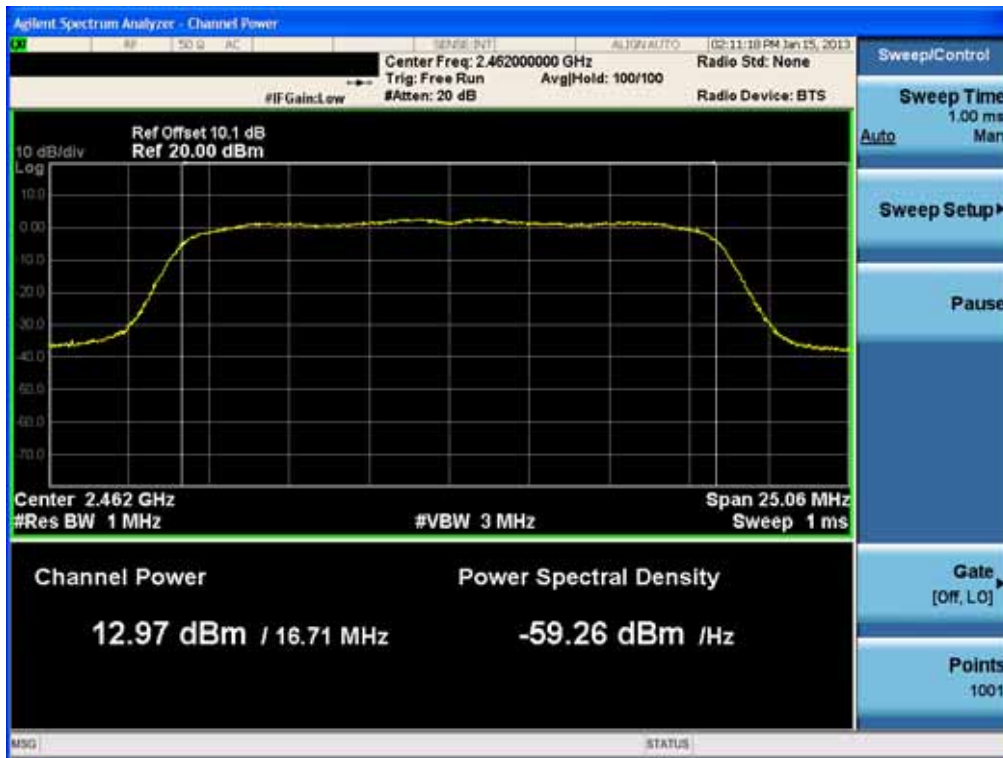 Agilent Spectrum Analyzer - Channel Power
RF 50 Ω AC SENSE:INT ALIGNAUTO 02:11:18 PM Jan 15, 2013
Center Freq: 2.462000000 GHz Radio Std: None
Trig: Free Run Avg|Hold: 100/100
#IFGain:Low #Atten: 20 dB Radio Device: BTS
Ref Offset 10.1 dB
10 dB/div Ref 20.00 dBm
Log
10.0
0.00
-10.0
-20.0
-30.0
-40.0
-50.0
-60.0
-70.0
Center 2.462 GHz Span 25.06 MHz
#Res BW 1 MHz #VBW 3 MHz Sweep 1 ms
Channel Power Power Spectral Density
12.97 dBm / 16.71 MHz -59.26 dBm /Hz
MSG STATUS
Sweep/Control
Sweep Time
1.00 ms
Auto Man
Sweep Setup
Pause
Gate
[Off, LO]
Points
1001